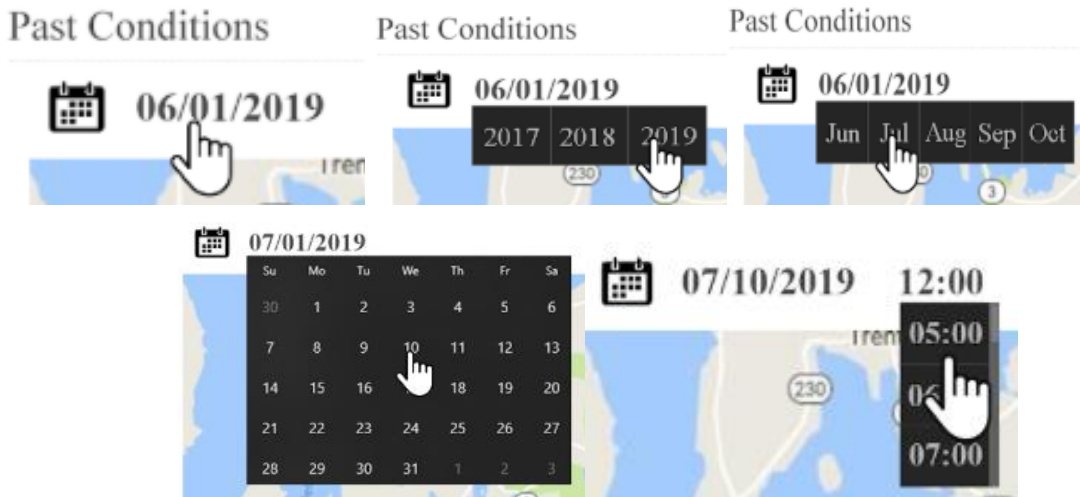 Past Conditions
06/01/2019
Tren
Past Conditions
06/01/2019
2017 2018 2019
230
Past Conditions
06/01/2019
Jun Jul Aug Sep Oct
3
07/01/2019
Su Mo Tu We Th Fr Sa
30 1 2 3 4 5 6
7 8 9 10 11 12 13
14 15 16 18 19 20
21 22 23 24 25 26 27
28 29 30 31 1 2 3
07/10/2019 12:00
Trent
05:00
230
06
07:00